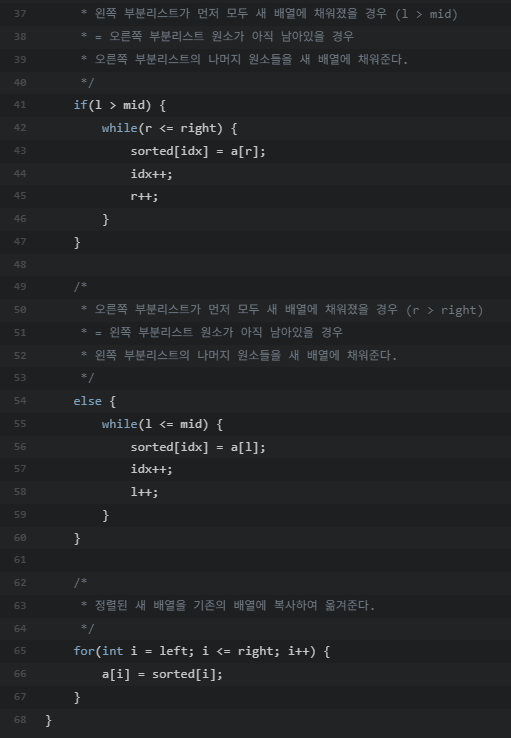 37 * 왼쪽 부분리스트가 먼저 모두 새 배열에 채워졌을 경우 (l > mid)
38 * = 오른쪽 부분리스트 원소가 아직 남아있을 경우
39 * 오른쪽 부분리스트의 나머지 원소들을 새 배열에 채워준다.
40 */
41 if(l > mid) {
42 while(r <= right) {
43 sorted[idx] = a[r];
44 idx++;
45 r++;
46 }
47 }
48
49 /*
50 * 오른쪽 부분리스트가 먼저 모두 새 배열에 채워졌을 경우 (r > right)
51 * = 왼쪽 부분리스트 원소가 아직 남아있을 경우
52 * 왼쪽 부분리스트의 나머지 원소들을 새 배열에 채워준다.
53 */
54 else {
55 while(l <= mid) {
56 sorted[idx] = a[l];
57 idx++;
58 l++;
59 }
60 }
61
62 /*
63 * 정렬된 새 배열을 기존의 배열에 복사하여 옮겨준다.
64 */
65 for(int i = left; i <= right; i++) {
66 a[i] = sorted[i];
67 }
68 }